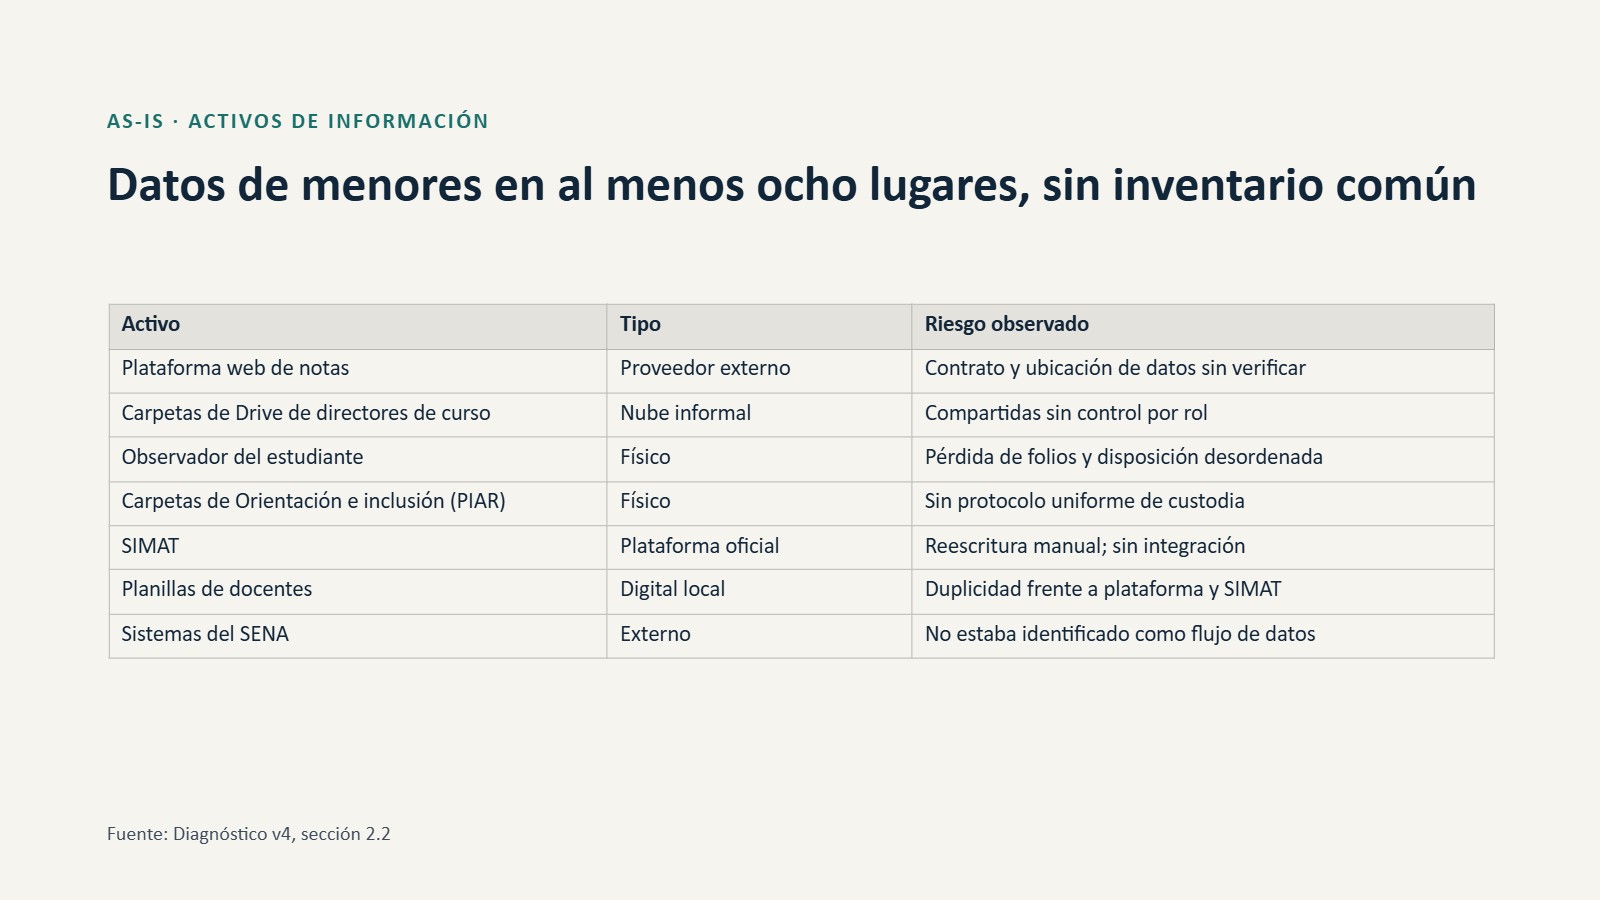 AS-IS · ACTIVOS DE INFORMACIÓN
Datos de menores en al menos ocho lugares, sin inventario común
Activo Tipo Riesgo observado
Plataforma web de notas Proveedor externo Contrato y ubicación de datos sin verificar
Carpetas de Drive de directores de curso Nube informal Compartidas sin control por rol
Observador del estudiante Físico Pérdida de folios y disposición desordenada
Carpetas de Orientación e inclusión (PIAR) Físico Sin protocolo uniforme de custodia
SIMAT Plataforma oficial Reescritura manual; sin integración
Planillas de docentes Digital local Duplicidad frente a plataforma y SIMAT
Sistemas del SENA Externo No estaba identificado como flujo de datos
Fuente: Diagnóstico v4, sección 2.2